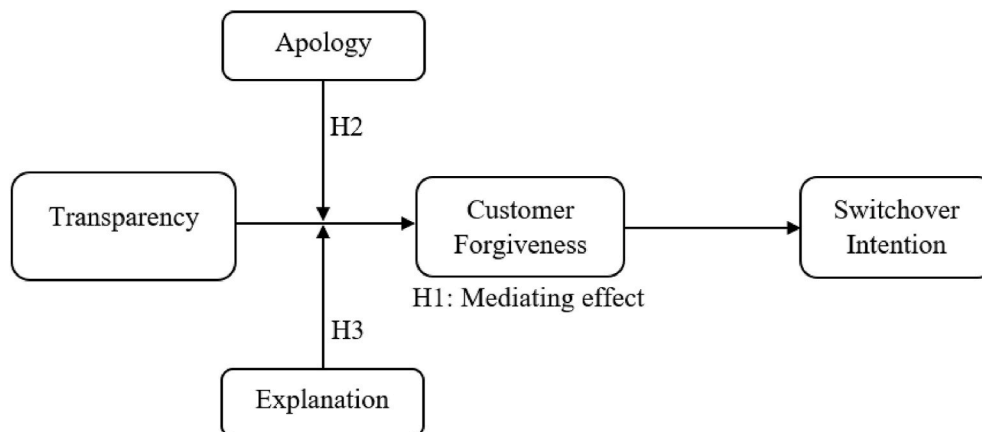 Apology
H2
Transparency
Customer
Forgiveness
Switchover
Intention
H1: Mediating effect
H3
Explanation